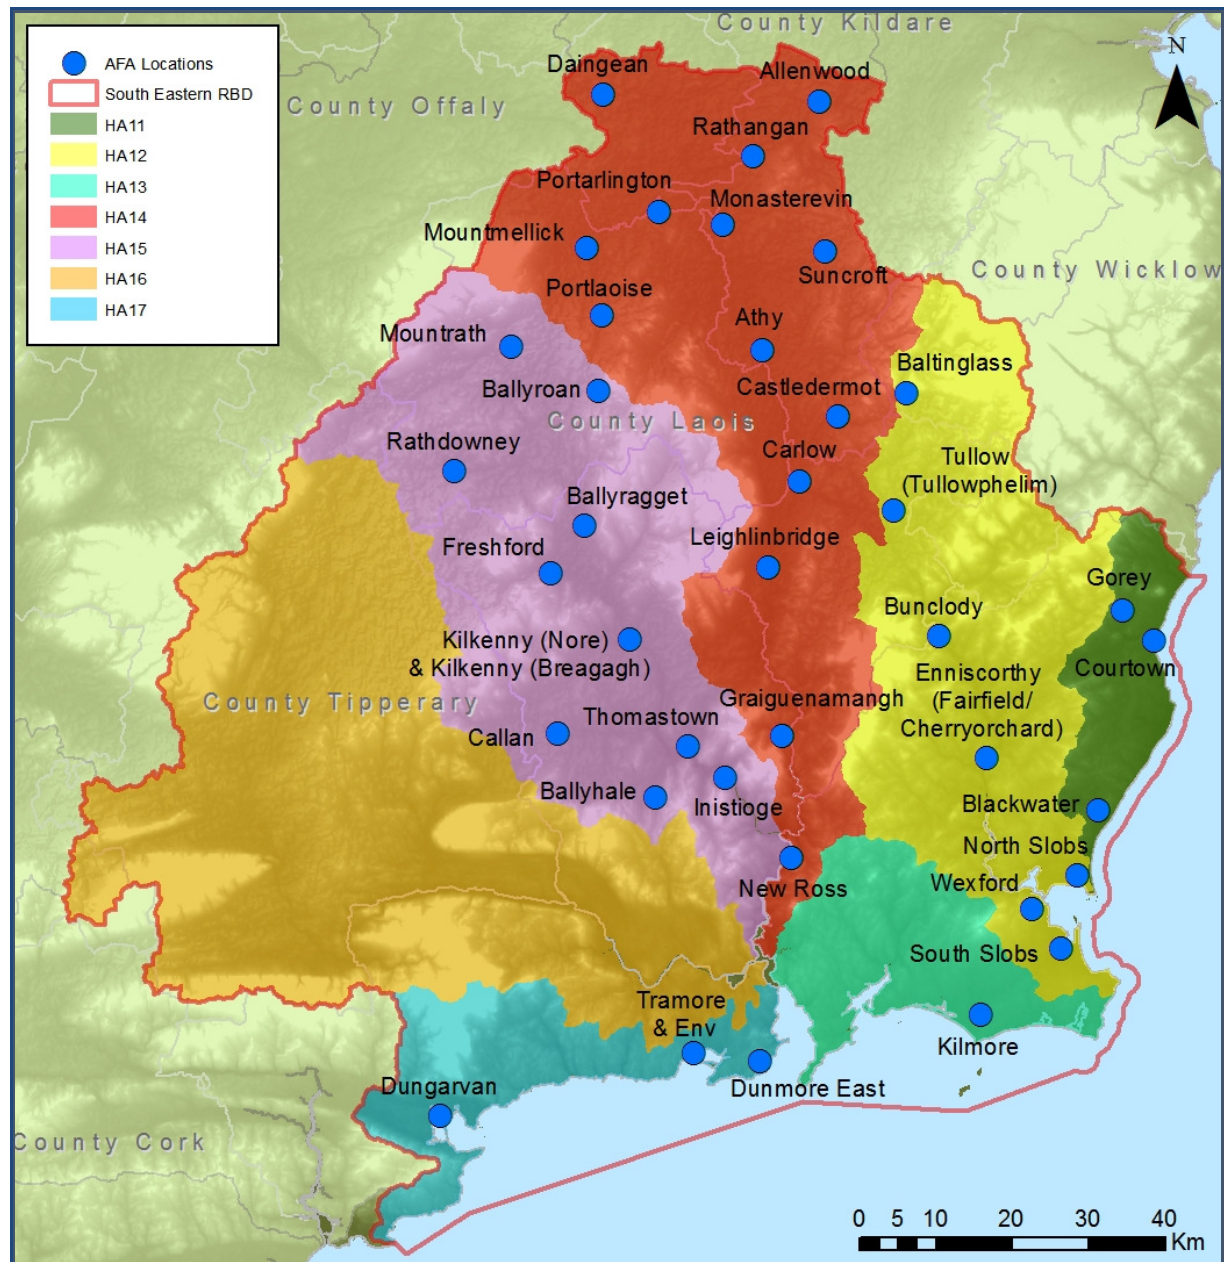 County Kildare
N
AFA Locations
South Eastern RBD
HA11
HA12
HA13
HA14
HA15
HA16
HA17
Daingean
Allenwood
County Offaly
Rathangan
Portarlington
Monasterevin
Mountmellick
Suncroft
County Wicklow
Portlaoise
Athy
Mountrath
Baltinglass
Ballyroan
Castledermot
County Laois
Rathdowney
Carlow
Tullow
(Tullowphelim)
Ballyragget
Leighlinbridge
Freshford
Gorey
Bunclody
Kilkenny (Nore)
& Kilkenny (Breagagh)
Courtown
Enniscorthy
(Fairfield/
Cherryorchard)
County Tipperary
Graiguenamangh
Thomastown
Callan
Ballyhale
Inistioge
Blackwater
North Slobs
New Ross
Wexford
South Slobs
Tramore
& Env
Kilmore
Dungarvan
Dunmore East
County Cork
0 5 10 20 30 40
Km